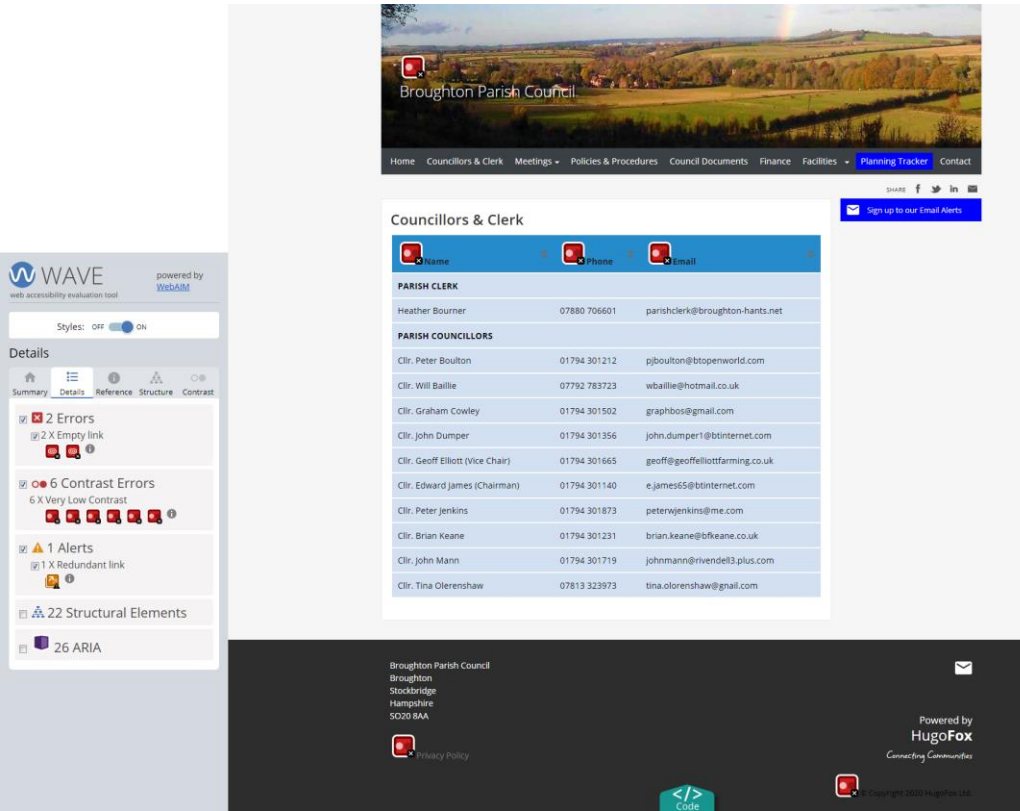 Broughton Parish Council
Home Councillors & Clerk Meetings Policies & Procedures Council Documents Finance Facilities Planning Tracker Contact
SHARE f in
Sign up to our Email Alerts
Councillors & Clerk
Name Phone Email
PARISH CLERK
Heather Bourner 07880 706601 parishclerk@broughton-hants.net
PARISH COUNCILLORS
Cllr. Peter Boulton 01794 301212 pjboulton@btopenworld.com
Cllr. Will Baillie 07792 783723 wbaillie@hotmail.co.uk
Cllr. Graham Cowley 01794 301502 graphbos@gmail.com
Cllr. John Dumper 01794 301356 john.dumper1@btinternet.com
Cllr. Geoff Elliott (Vice Chair) 01794 301665 geoff@geoffelliottfarming.co.uk
Cllr. Edward James (Chairman) 01794 301140 e.james65@btinternet.com
Cllr. Peter Jenkins 01794 301873 peterwjenkins@me.com
Cllr. Brian Keane 01794 301231 brian.keane@bfkeane.co.uk
Cllr. John Mann 01794 301719 johnmann@rivendell3.plus.com
Cllr. Tina Olerenshaw 07813 323973 tina.olorenshaw@gnail.com
WAVE
web accessibility evaluation tool
powered by
WebAIM
Styles: OFF ON
Details
Summary Details Reference Structure Contrast
2 Errors
2 X Empty link
6 Contrast Errors
6 X Very Low Contrast
1 Alerts
1 X Redundant link
22 Structural Elements
26 ARIA
Broughton Parish Council
Broughton
Stockbridge
Hampshire
SO20 8AA
Privacy Policy
Powered by
HugoFox
Connecting Communities
© Copyright 2020 HugoFox Ltd.
</>
Code